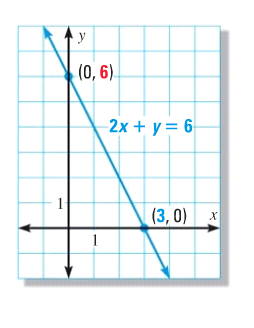 y
(0, 6)
2x + y = 6
1
(3, 0)
x
1